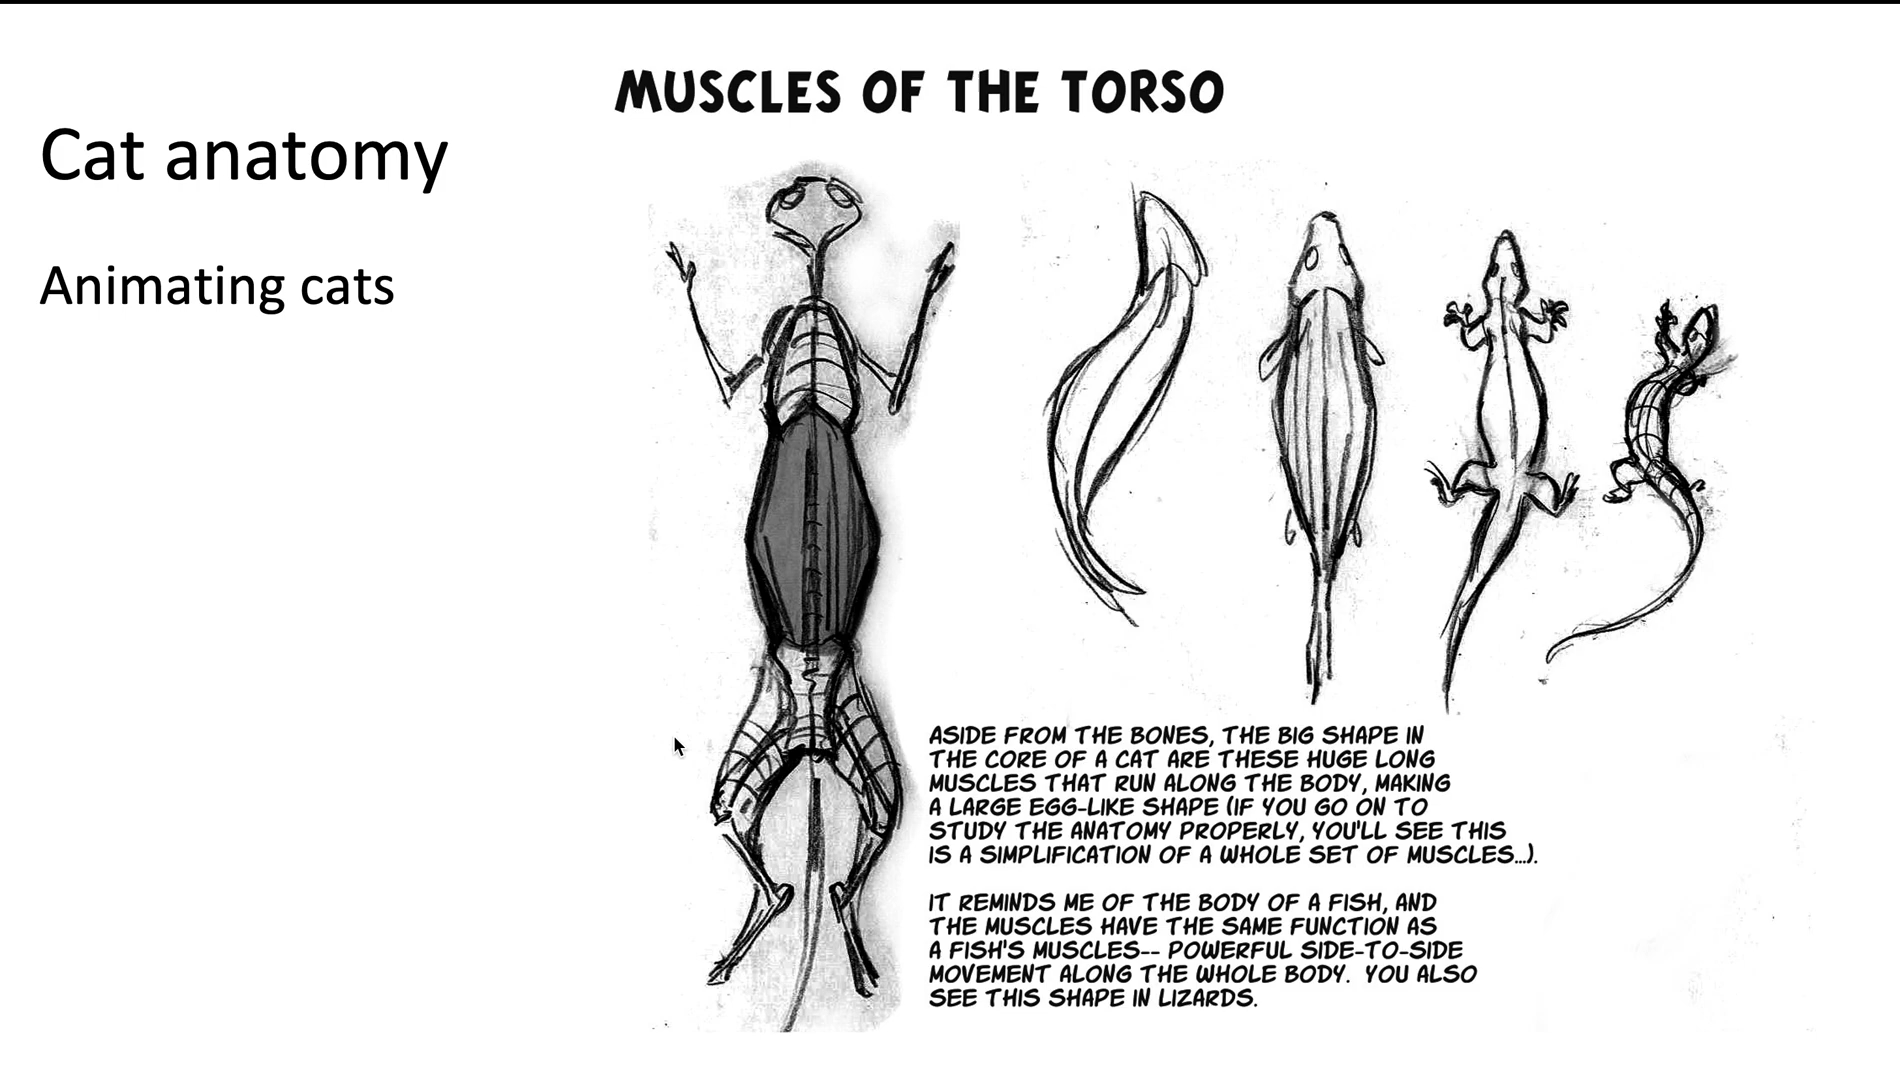 MUSCLES OF THE TORSO
Cat anatomy
Animating cats
ASIDE FROM THE BONES, THE BIG SHAPE IN
THE CORE OF A CAT ARE THESE HUGE LONG
MUSCLES THAT RUN ALONG THE BODY, MAKING
A LARGE EGG-LIKE SHAPE (IF YOU GO ON TO
STUDY THE ANATOMY PROPERLY, YOU'LL SEE THIS
IS A SIMPLIFICATION OF A WHOLE SET OF MUSCLES...).
IT REMINDS ME OF THE BODY OF A FISH, AND
THE MUSCLES HAVE THE SAME FUNCTION AS
A FISH'S MUSCLES-- POWERFUL SIDE-TO-SIDE
MOVEMENT ALONG THE WHOLE BODY. YOU ALSO
SEE THIS SHAPE IN LIZARDS.